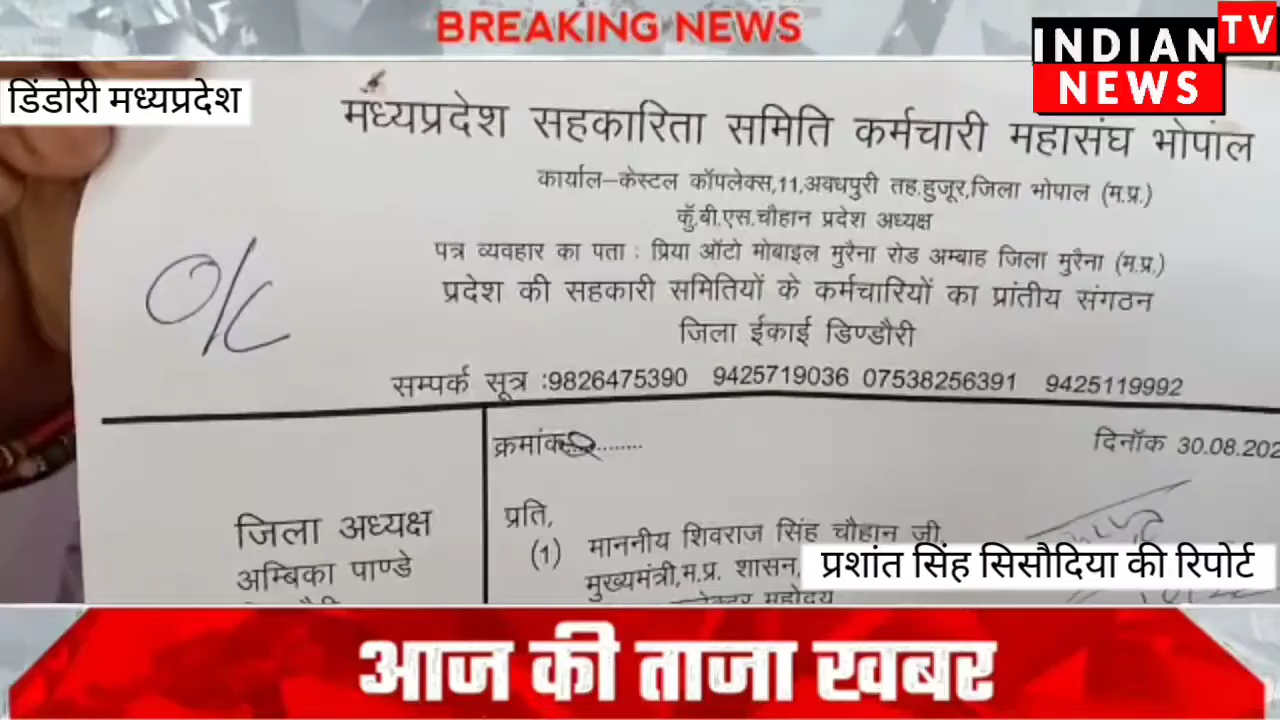 BREAKING NEWS
INDIAN TV
NEWS
डिंडोरी मध्यप्रदेश
मध्यप्रदेश सहकारिता समिति कर्मचारी महासंघ भोपाल
कार्याल–केस्टल कॉपलेक्स,11,अवधपुरी तह.हुजूर,जिला भोपाल (म.प्र.)
कुॅं.बी.एस.चौहान प्रदेश अध्यक्ष
पत्र व्यवहार का पता : प्रिया ऑटो मोबाइल मुरैना रोड अम्बाह जिला मुरैना (म.प्र.)
प्रदेश की सहकारी समितियों के कर्मचारियों का प्रांतीय संगठन
जिला ईकाई डिण्डौरी
O/C
सम्पर्क सूत्र :9826475390 9425719036 07538256391 9425119992
क्रमांक..........
दिनॉक 30.08.202
जिला अध्यक्ष
अम्बिका पाण्डे
प्रति,
(1) माननीय शिवराज सिंह चौहान जी,
मुख्यमंत्री,म.प्र. शासन,
प्रशांत सिंह सिसौदिया की रिपोर्ट
आज की ताजा खबर